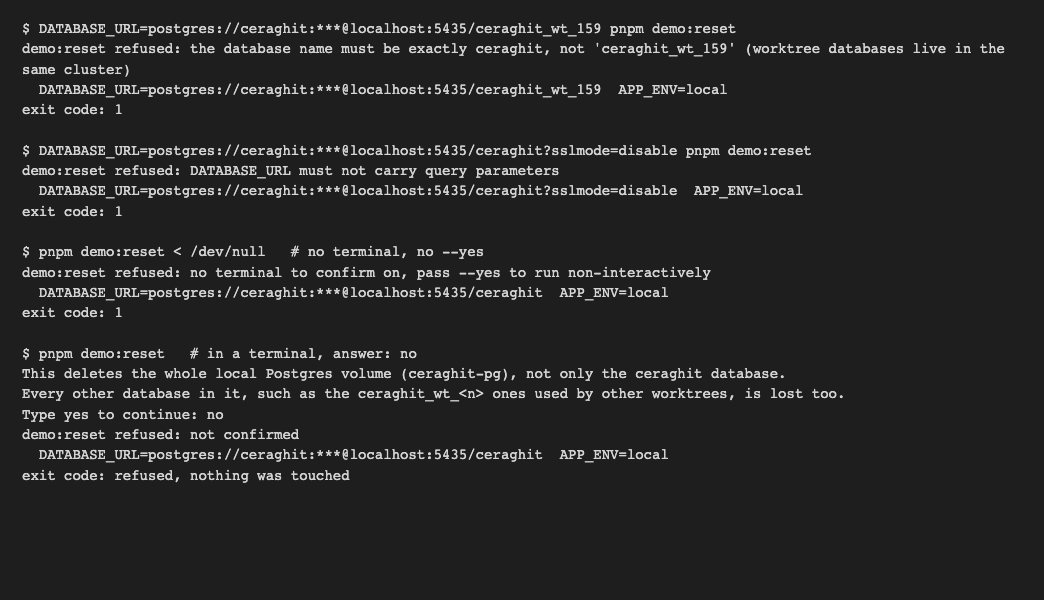 $ DATABASE_URL=postgres://ceraghit:***@localhost:5435/ceraghit_wt_159 pnpm demo:reset
demo:reset refused: the database name must be exactly ceraghit, not 'ceraghit_wt_159' (worktree databases live in the
same cluster)
  DATABASE_URL=postgres://ceraghit:***@localhost:5435/ceraghit_wt_159  APP_ENV=local
exit code: 1

$ DATABASE_URL=postgres://ceraghit:***@localhost:5435/ceraghit?sslmode=disable pnpm demo:reset
demo:reset refused: DATABASE_URL must not carry query parameters
  DATABASE_URL=postgres://ceraghit:***@localhost:5435/ceraghit?sslmode=disable  APP_ENV=local
exit code: 1

$ pnpm demo:reset < /dev/null   # no terminal, no --yes
demo:reset refused: no terminal to confirm on, pass --yes to run non-interactively
  DATABASE_URL=postgres://ceraghit:***@localhost:5435/ceraghit  APP_ENV=local
exit code: 1

$ pnpm demo:reset   # in a terminal, answer: no
This deletes the whole local Postgres volume (ceraghit-pg), not only the ceraghit database.
Every other database in it, such as the ceraghit_wt_<n> ones used by other worktrees, is lost too.
Type yes to continue: no
demo:reset refused: not confirmed
  DATABASE_URL=postgres://ceraghit:***@localhost:5435/ceraghit  APP_ENV=local
exit code: refused, nothing was touched